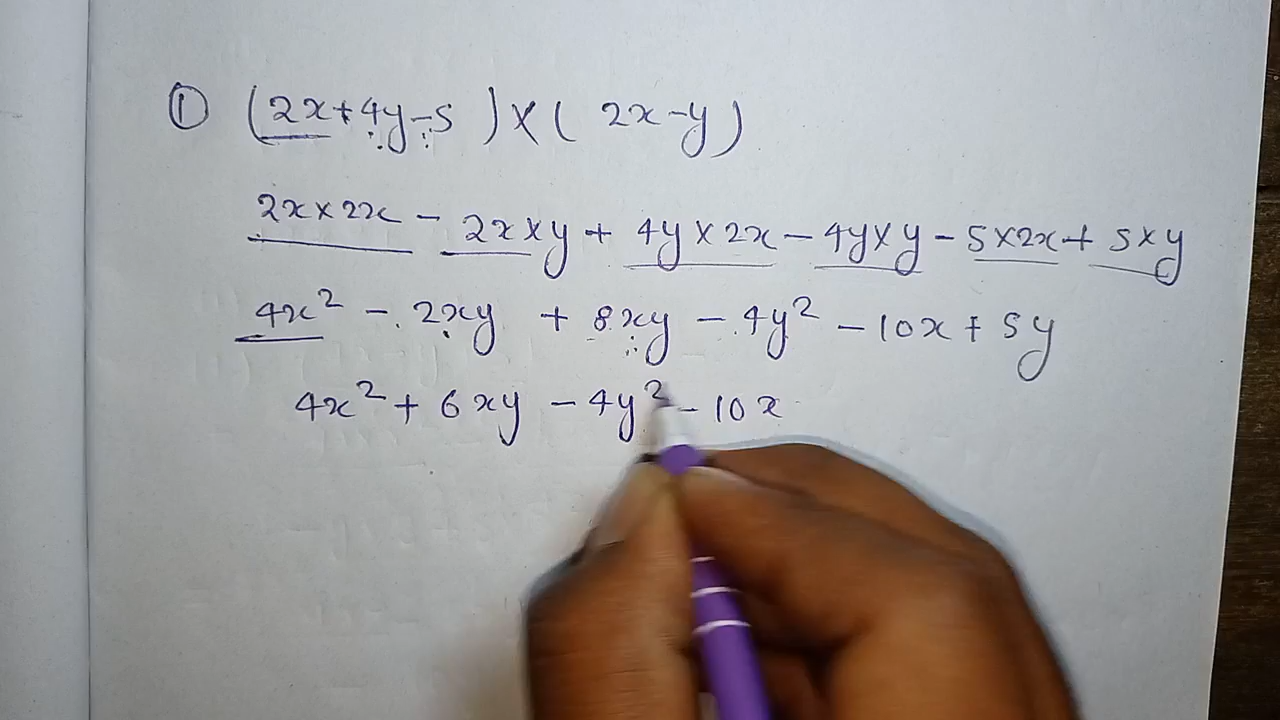 ① (2x+4y-5)×(2x-y)
2x×2x - 2x×y + 4y×2x - 4y×y - 5×2x + 5×y
4x² - 2xy + 8xy - 4y² - 10x + 5y
4x² + 6xy - 4y² - 10x